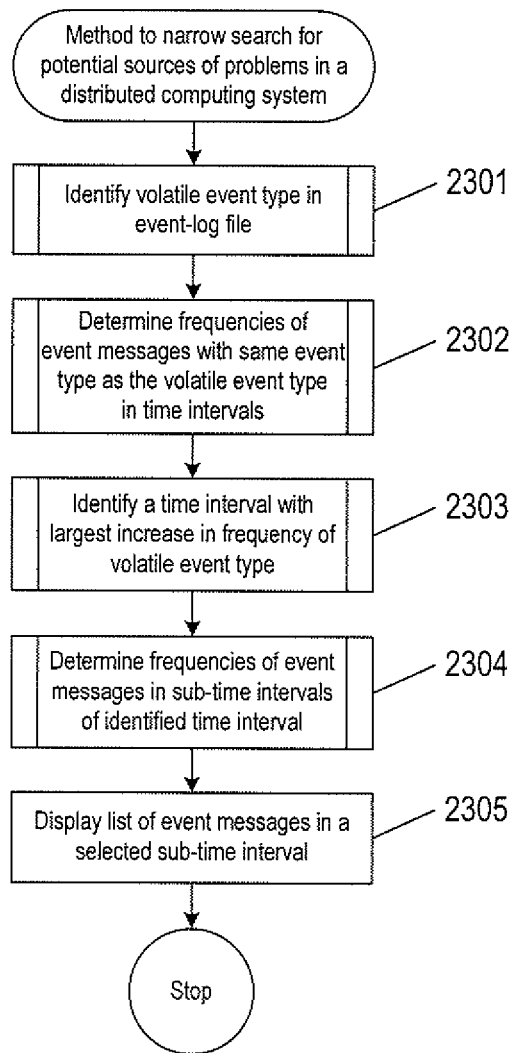 Method to narrow search for
potential sources of problems in a
distributed computing system
Identify volatile event type in
event-log file
2301
Determine frequencies of
event messages with same event
type as the volatile event type
in time intervals
2302
Identify a time interval with
largest increase in frequency of
volatile event type
2303
Determine frequencies of event
messages in sub-time intervals
of identified time interval
2304
Display list of event messages in a
selected sub-time interval
2305
Stop